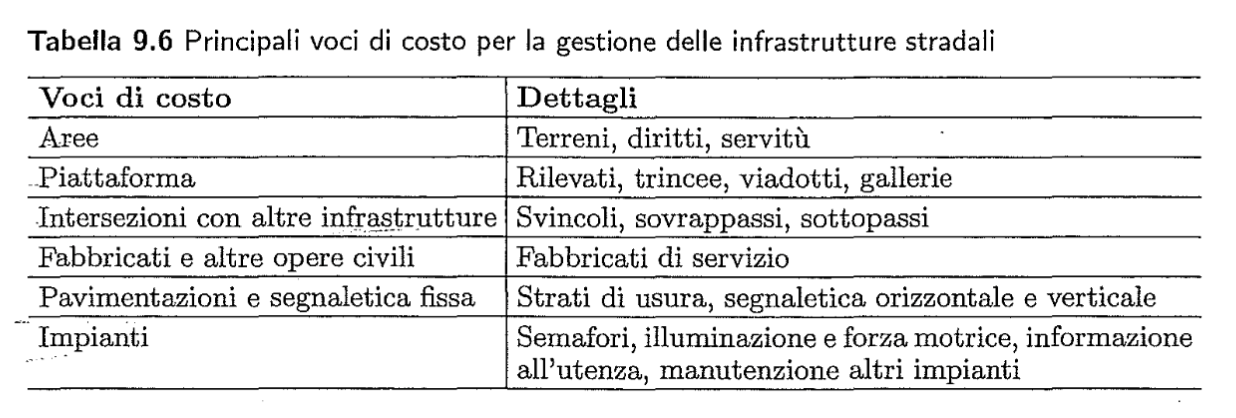 Tabella 9.6 Principali voci di costo per la gestione delle infrastrutture stradali
Voci di costo Dettagli
Aree Terreni, diritti, servitù
Piattaforma Rilevati, trincee, viadotti, gallerie
Intersezioni con altre infrastrutture Svincoli, sovrappassi, sottopassi
Fabbricati e altre opere civili Fabbricati di servizio
Pavimentazioni e segnaletica fissa Strati di usura, segnaletica orizzontale e verticale
Impianti Semafori, illuminazione e forza motrice, informazione
all'utenza, manutenzione altri impianti